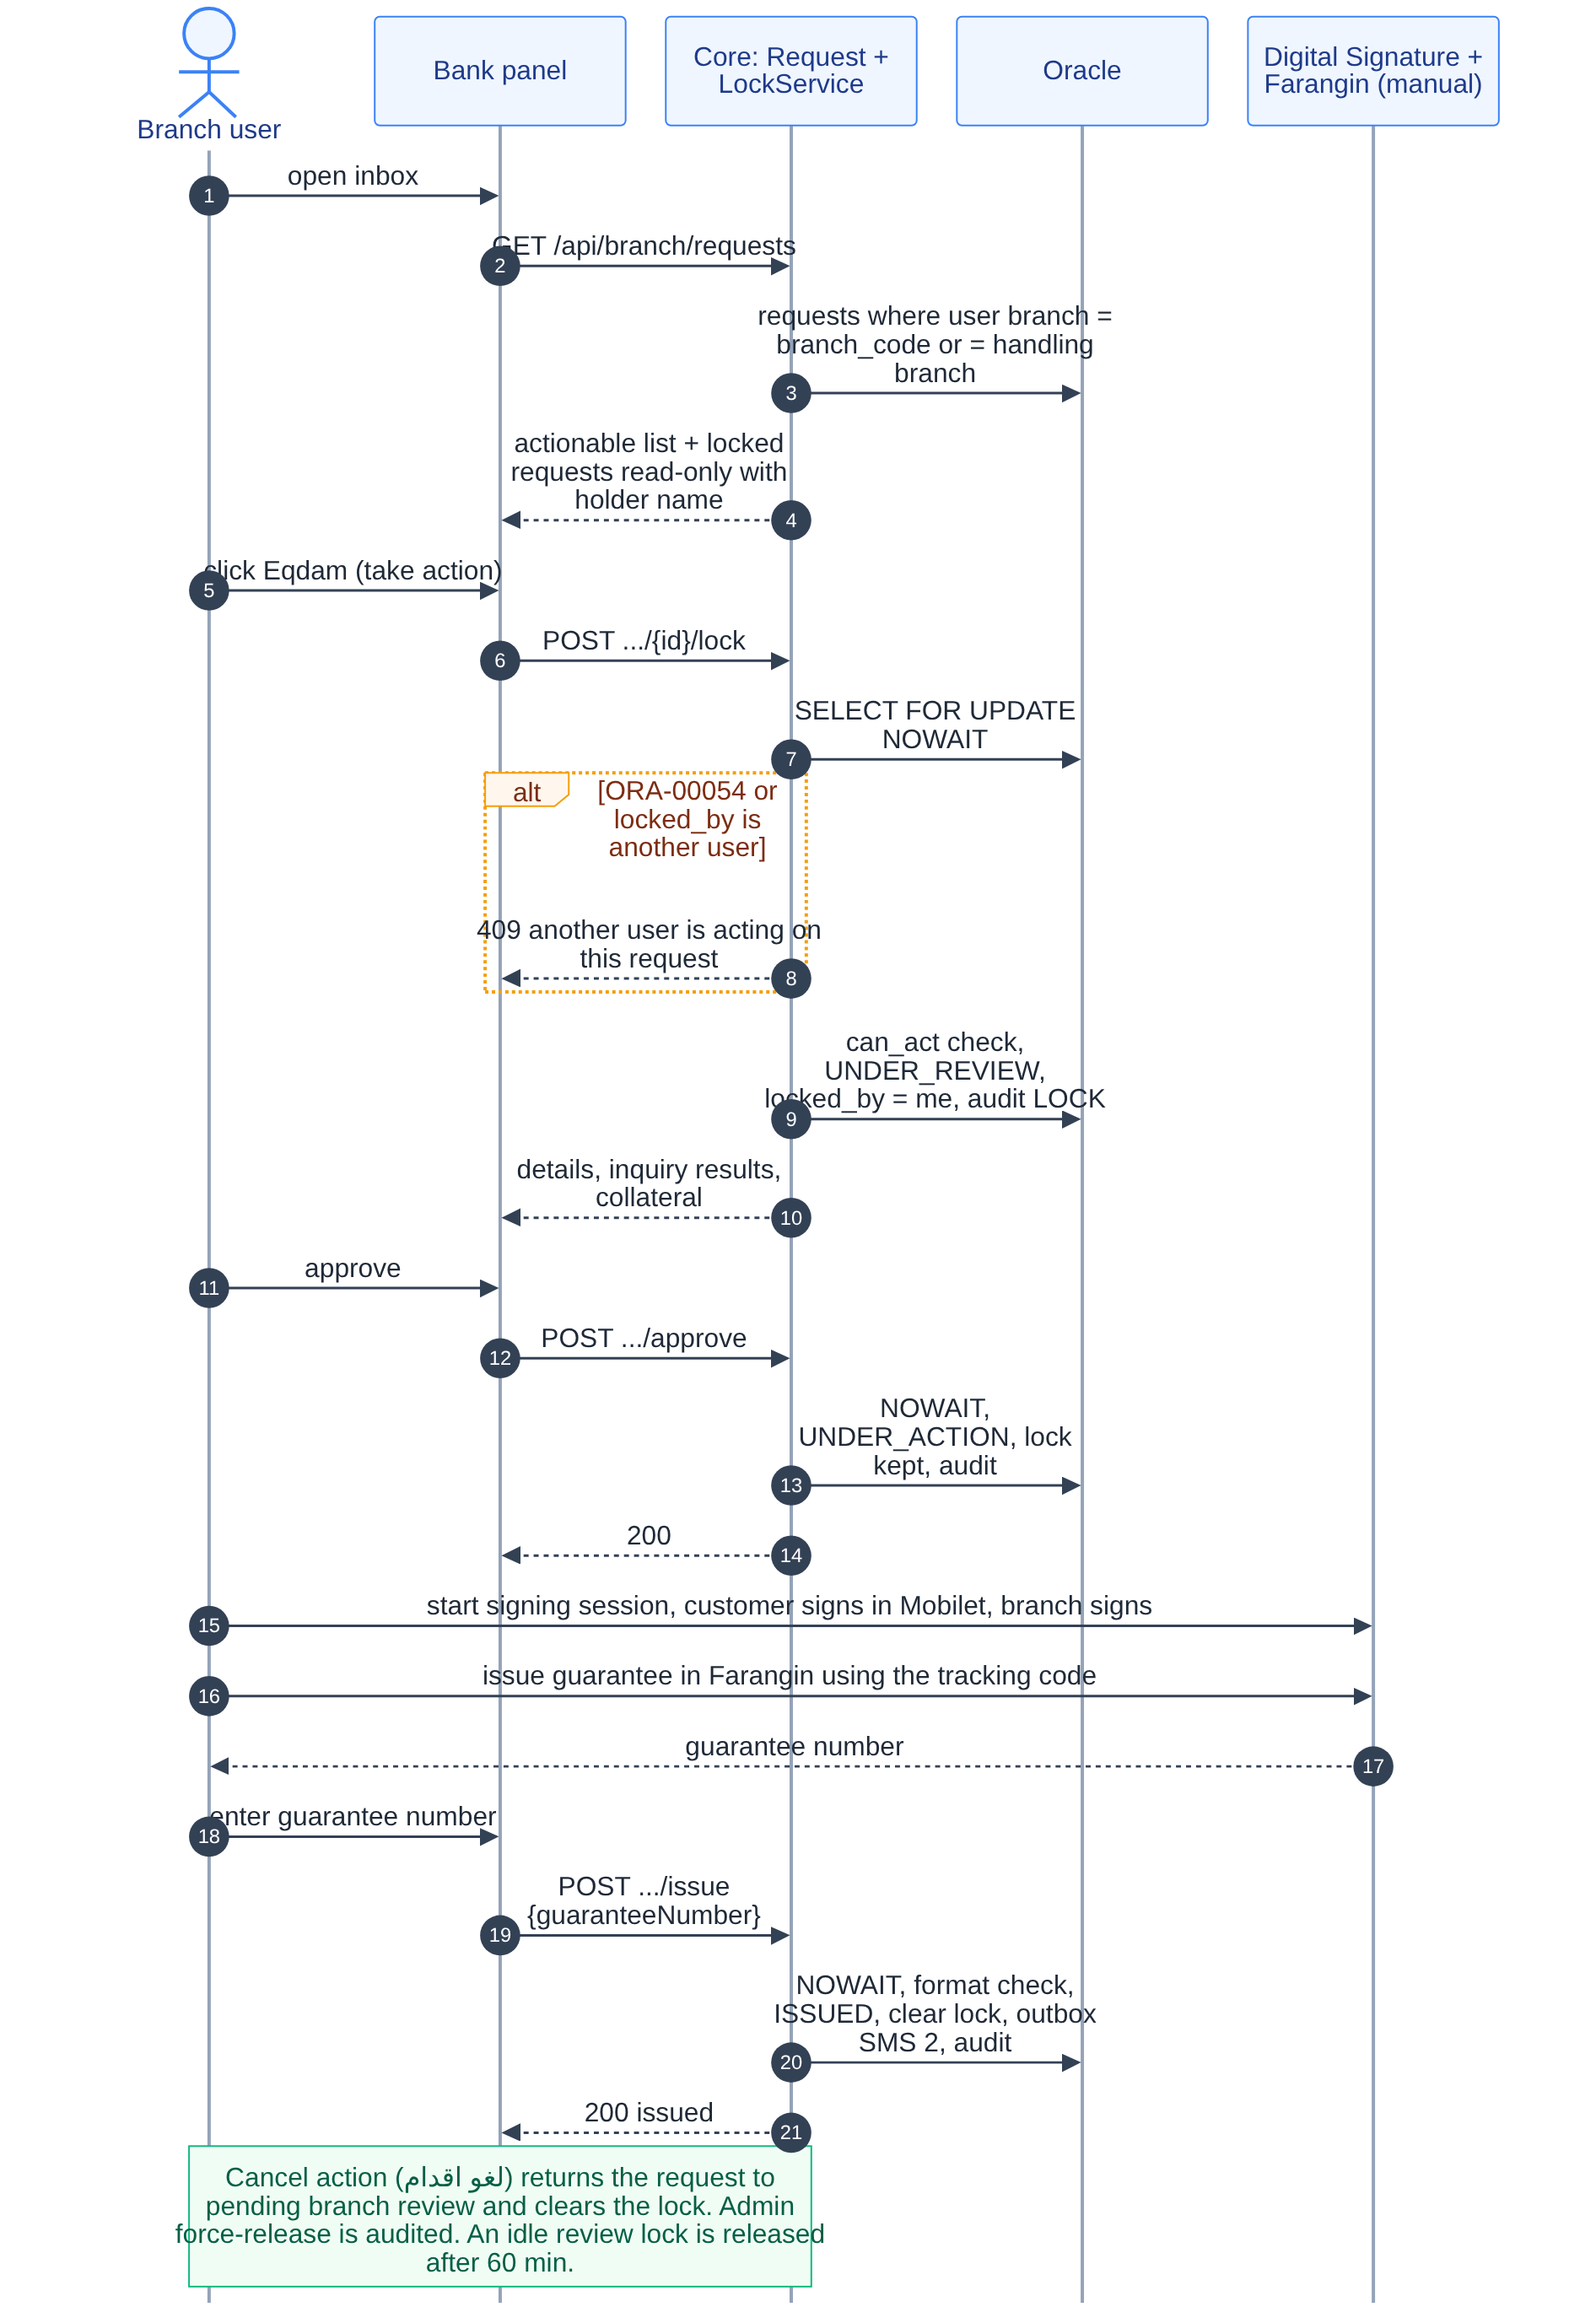 Branch user
Bank panel
Core: Request +
LockService
Oracle
Digital Signature +
Farangin (manual)
open inbox
1
GET /api/branch/requests
2
requests where user branch =
branch_code or = handling
branch
3
actionable list + locked
requests read-only with
holder name
4
click Eqdam (take action)
5
POST .../{id}/lock
6
SELECT FOR UPDATE
NOWAIT
7
alt
[ORA-00054 or
locked_by is
another user]
409 another user is acting on
this request
8
can_act check,
UNDER_REVIEW,
locked_by = me, audit LOCK
9
details, inquiry results,
collateral
10
approve
11
POST .../approve
12
NOWAIT,
UNDER_ACTION, lock
kept, audit
13
200
14
start signing session, customer signs in Mobilet, branch signs
15
issue guarantee in Farangin using the tracking code
16
guarantee number
17
enter guarantee number
18
POST .../issue
{guaranteeNumber}
19
NOWAIT, format check,
ISSUED, clear lock, outbox
SMS 2, audit
20
200 issued
21
Cancel action (لغو اقدام) returns the request to
pending branch review and clears the lock. Admin
force-release is audited. An idle review lock is released
after 60 min.